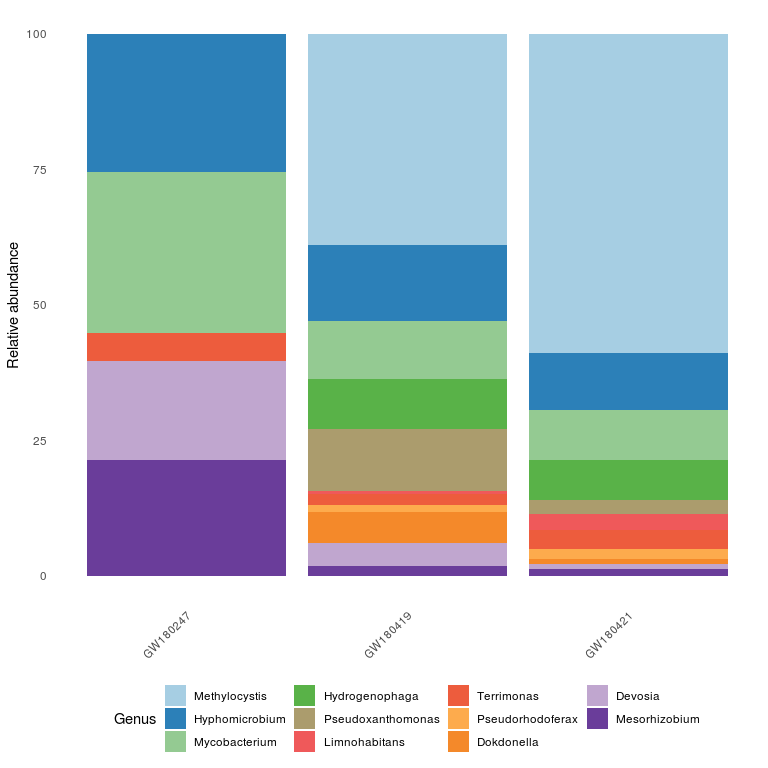 100
75
50
25
0
Relative abundance
GW180247
GW180419
GW180421
Genus
Methylocystis
Hyphomicrobium
Mycobacterium
Hydrogenophaga
Pseudoxanthomonas
Limnohabitans
Terrimonas
Pseudorhodoferax
Dokdonella
Devosia
Mesorhizobium